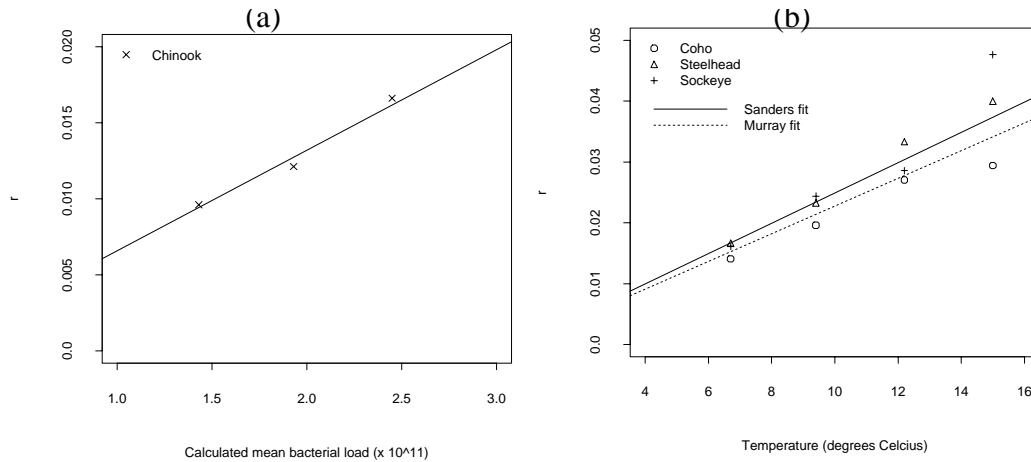 (a)
Chinook
0.020
0.015
0.010
0.005
0.0
r
1.0 1.5 2.0 2.5 3.0
Calculated mean bacterial load (x 10^11)
(b)
Coho
Steelhead
Sockeye
Sanders fit
Murray fit
0.05
0.04
0.03
0.02
0.01
0.0
r
4 6 8 10 12 14 16
Temperature (degrees Celcius)